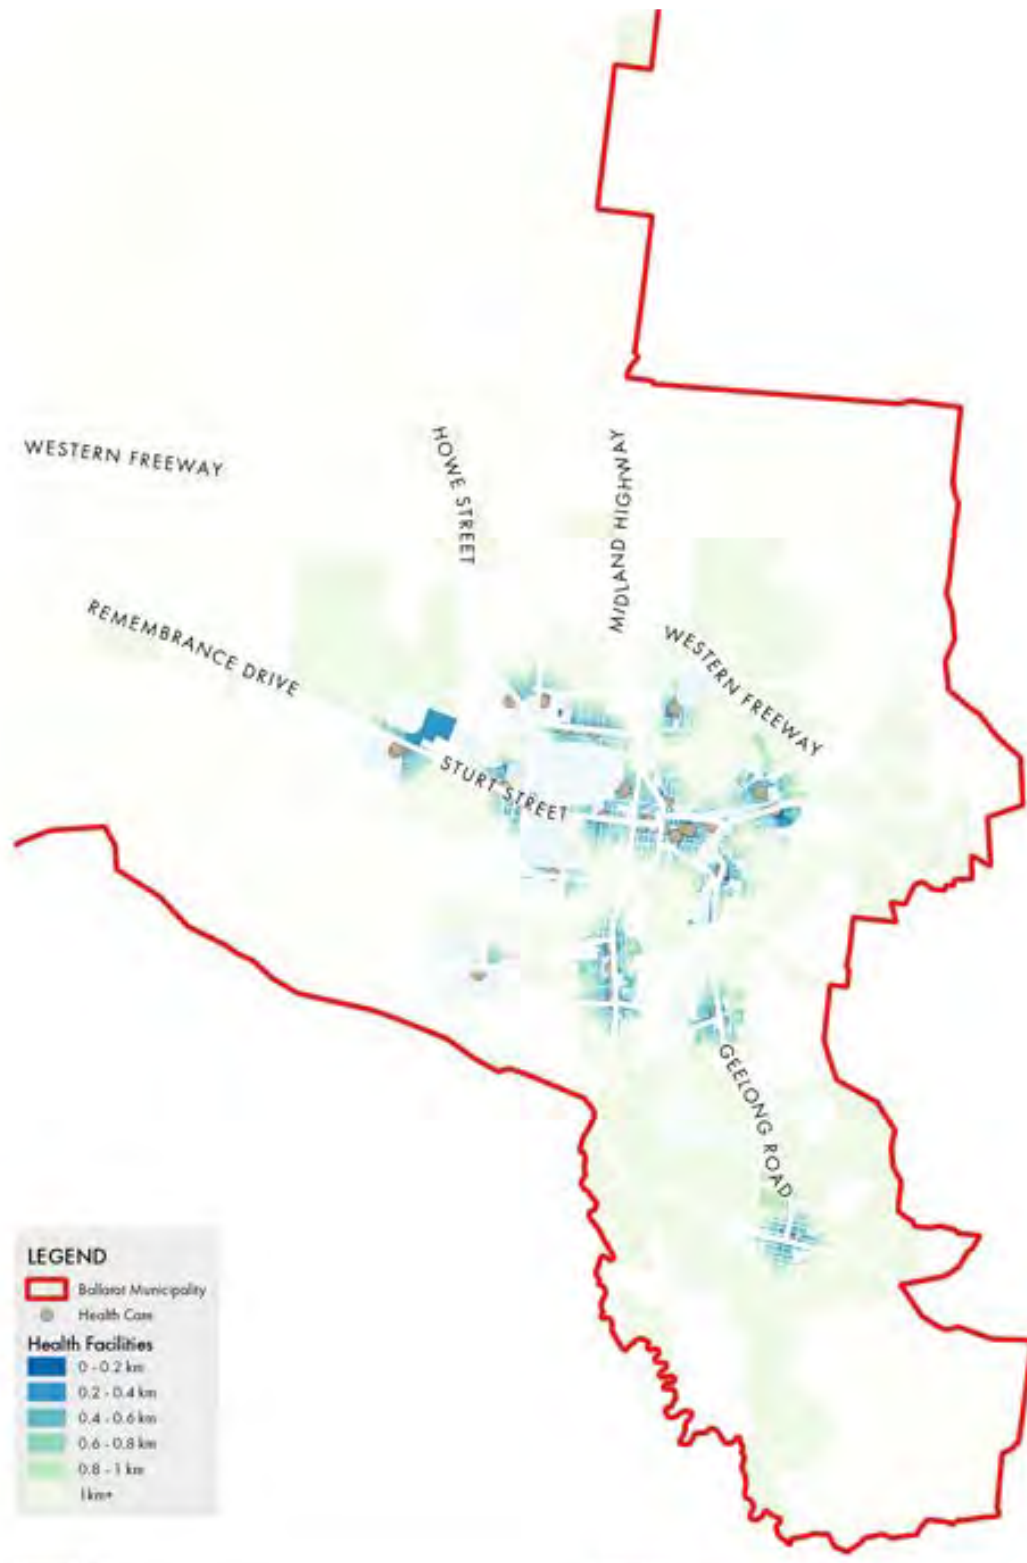 WESTERN FREEWAY
HOWE STREET
MIDLAND HIGHWAY
REMEMBRANCE DRIVE
WESTERN FREEWAY
STURT STREET
GEELONG ROAD
LEGEND
Ballarat Municipality
Health Care
Health Facilities
0 - 0.2 km
0.2 - 0.4 km
0.4 - 0.6 km
0.6 - 0.8 km
0.8 - 1 km
1km+